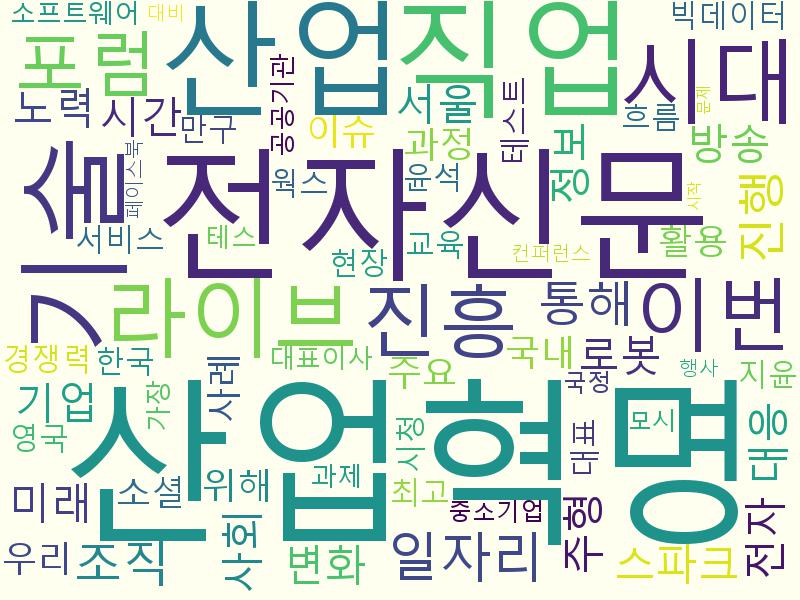 소프트웨어
대비
산업
직업
빅데이터
포럼
시대
노력
시간
만구
공공기관
이슈
서울
과정
테스트
흐름
문제
방송
정보
기술
페이스북
전자신문
웍스
윤석
시작
진행
서비스
테스
현장
교육
컨퍼런스
활용
라이브
진흥
통해
이번
경쟁력
한국
사례
대표이사
주요
국내
로봇
국정
행사
지윤
기업
가장
영국
산업혁명
모시
시청
대표
대응
미래
소셜
위해
과제
최고
중소기업
주형
전자
우리
조직
사회
변화
일자리
스파크